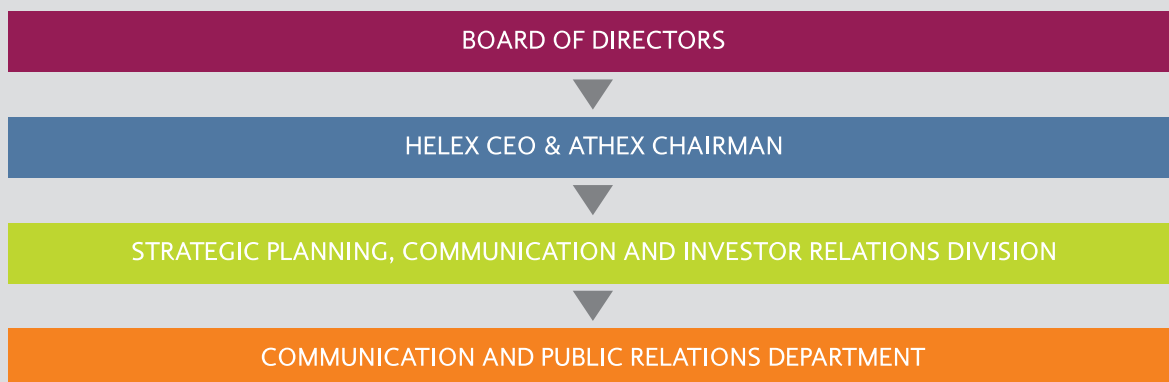 BOARD OF DIRECTORS
HELEX CEO & ATHEX CHAIRMAN
STRATEGIC PLANNING, COMMUNICATION AND INVESTOR RELATIONS DIVISION
COMMUNICATION AND PUBLIC RELATIONS DEPARTMENT